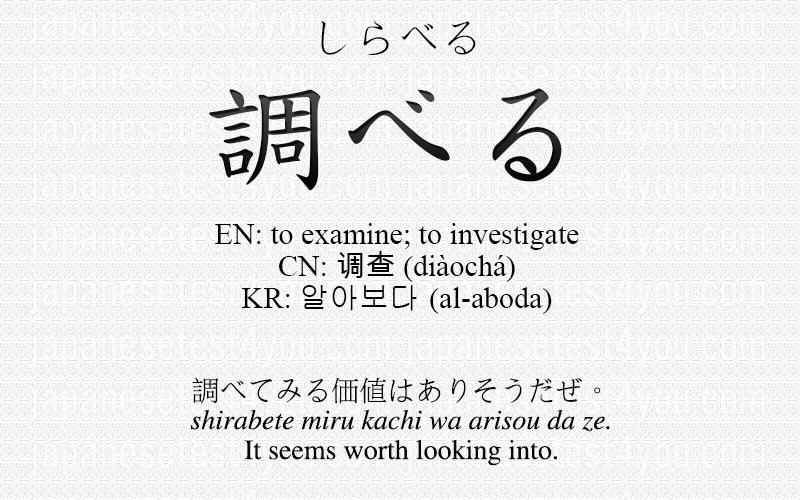 しらべる
調べる
EN: to examine; to investigate
CN: 调查 (diàochá)
KR: 알아보다 (al-aboda)
調べてみる価値はありそうだぜ。
shirabete miru kachi wa arisou da ze.
It seems worth looking into.